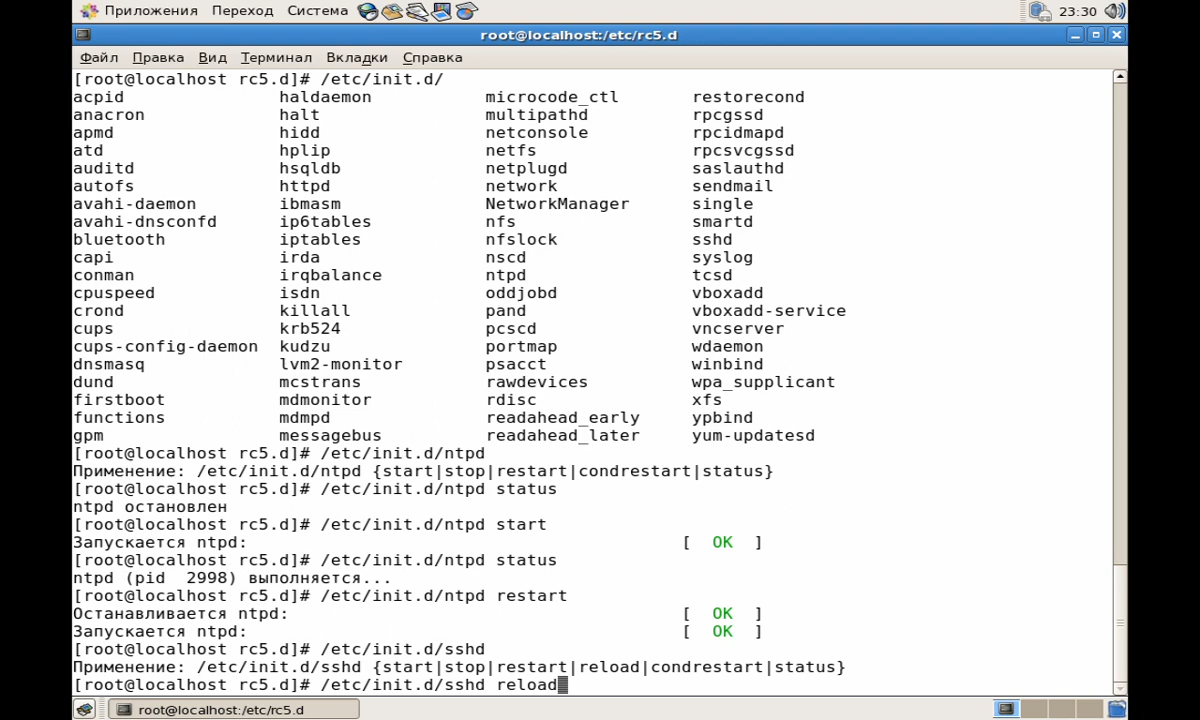 Приложения Переход Система 23:30
root@localhost:/etc/rc5.d
Файл Правка Вид Терминал Вкладки Справка
[root@localhost rc5.d]# /etc/init.d/
acpid haldaemon microcode_ctl restorecond
anacron halt multipathd rpcgssd
apmd hidd netconsole rpcidmapd
atd hplip netfs rpcsvcgssd
auditd hsqldb netplugd saslauthd
autofs httpd network sendmail
avahi-daemon ibmasm NetworkManager single
avahi-dnsconfd ip6tables nfs smartd
bluetooth iptables nfslock sshd
capi irda nscd syslog
conman irqbalance ntpd tcsd
cpuspeed isdn oddjobd vboxadd
crond killall pand vboxadd-service
cups krb524 pcscd vncserver
cups-config-daemon kudzu portmap wdaemon
dnsmasq lvm2-monitor psacct winbind
dund mcstrans rawdevices wpa_supplicant
firstboot mdmonitor rdisc xfs
functions mdmpd readahead_early ypbind
gpm messagebus readahead_later yum-updatesd
[root@localhost rc5.d]# /etc/init.d/ntpd
Применение: /etc/init.d/ntpd {start|stop|restart|condrestart|status}
[root@localhost rc5.d]# /etc/init.d/ntpd status
ntpd остановлен
[root@localhost rc5.d]# /etc/init.d/ntpd start
Запускается ntpd: [ OK ]
[root@localhost rc5.d]# /etc/init.d/ntpd status
ntpd (pid 2998) выполняется...
[root@localhost rc5.d]# /etc/init.d/ntpd restart
Останавливается ntpd: [ OK ]
Запускается ntpd: [ OK ]
[root@localhost rc5.d]# /etc/init.d/sshd
Применение: /etc/init.d/sshd {start|stop|restart|reload|condrestart|status}
[root@localhost rc5.d]# /etc/init.d/sshd reload
root@localhost:/etc/rc5.d